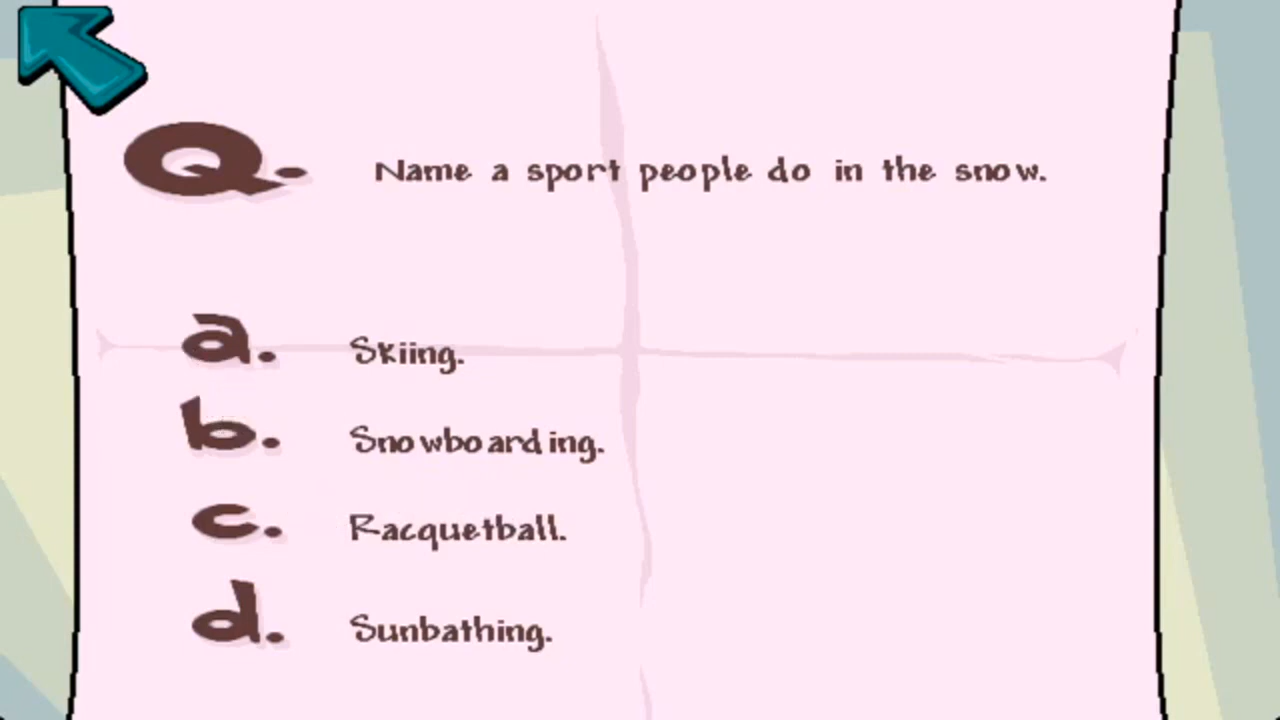 Q. Name a sport people do in the snow.
a. Skiing.
b. Snowboarding.
c. Racquetball.
d. Sunbathing.